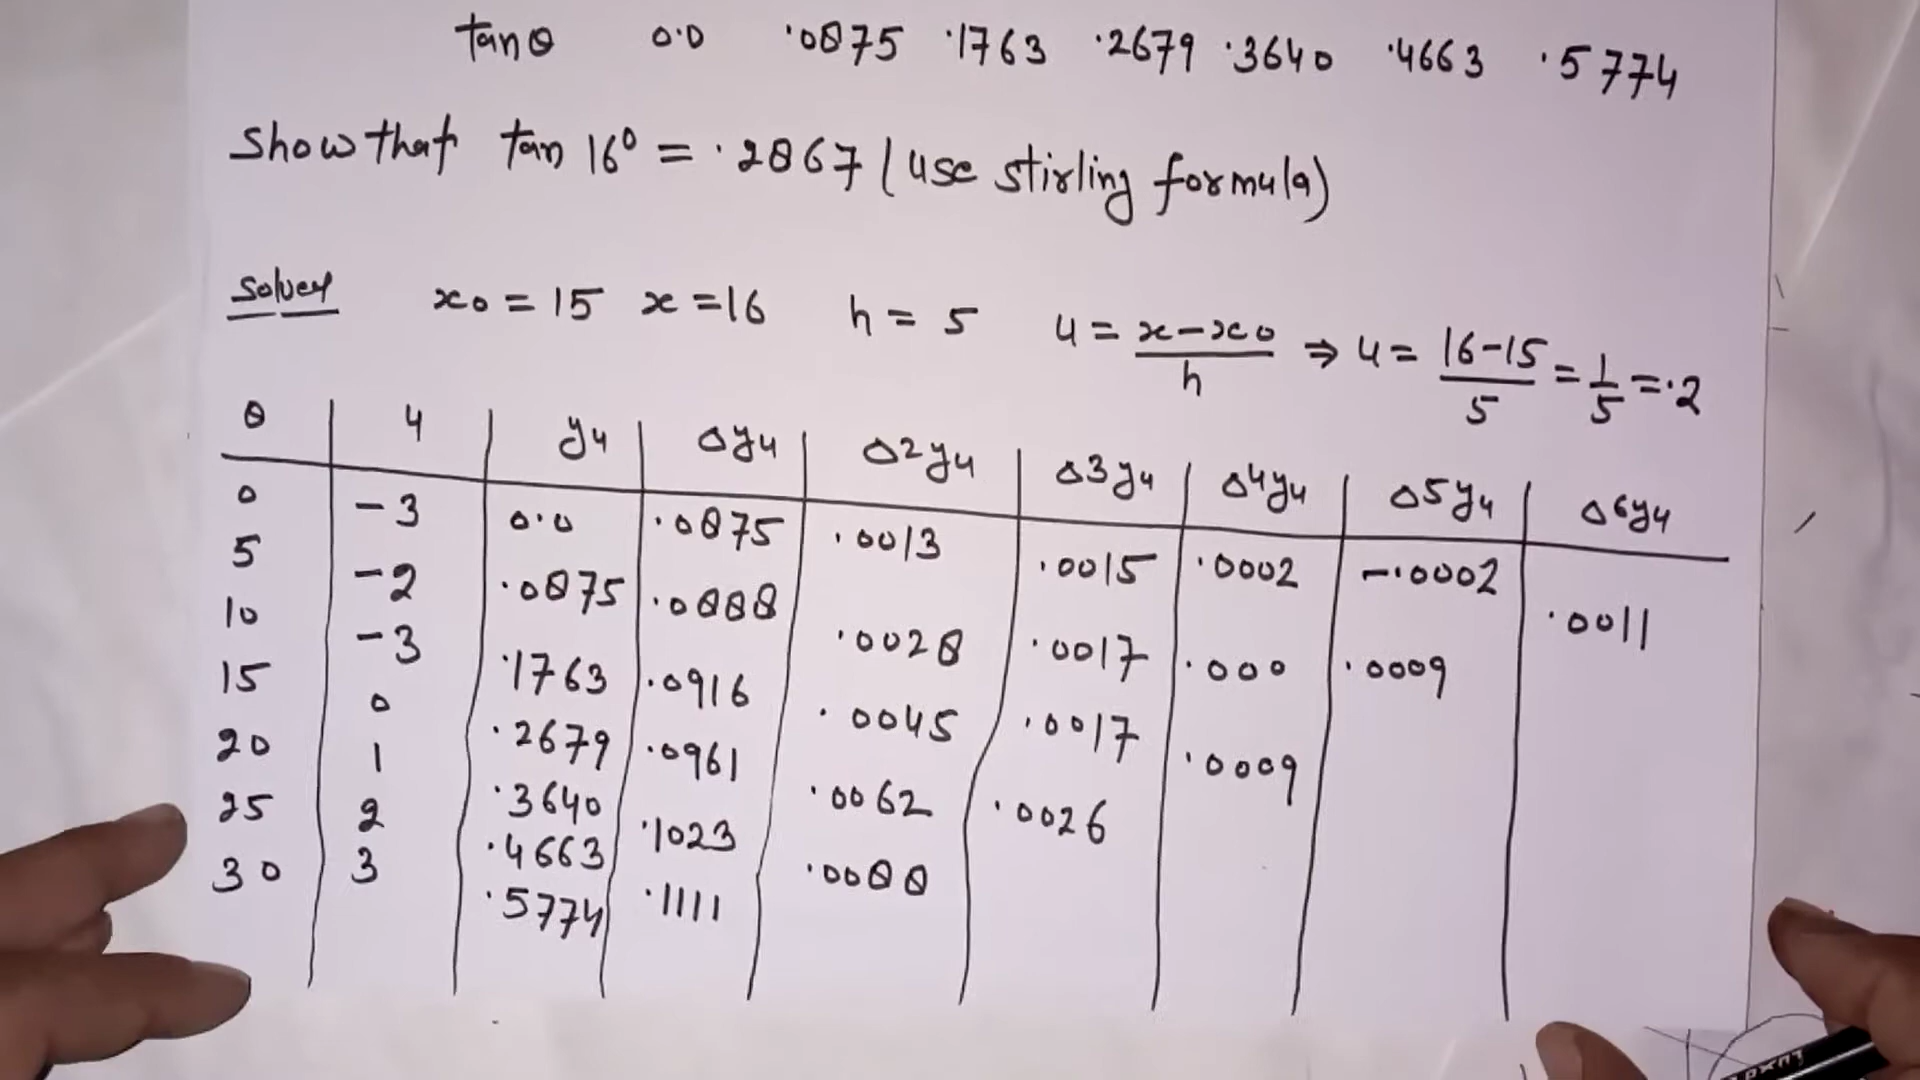 tanθ 0.0 .0875 .1763 .2679 .3640 .4663 .5774
Show that tan 16° = .2867 (use stirling formula)
Solve x0 = 15 x = 16 h = 5 u = x-x0/h ⇒ u = 16-15/5 = 1/5 = .2
θ u yu Δyu Δ2yu Δ3yu Δ4yu Δ5yu Δ6yu
0 -3 0.0 .0875 .0013 .0015 .0002 -.0002 .0011
5 -2 .0875 .0888 .0028 .0017 .000 .0009
10 -3 .1763 .0916 .0045 .0017 .0009
15 0 .2679 .0961 .0062 .0026
20 1 .3640 .1023 .0088
25 2 .4663 .1111
30 3 .5774